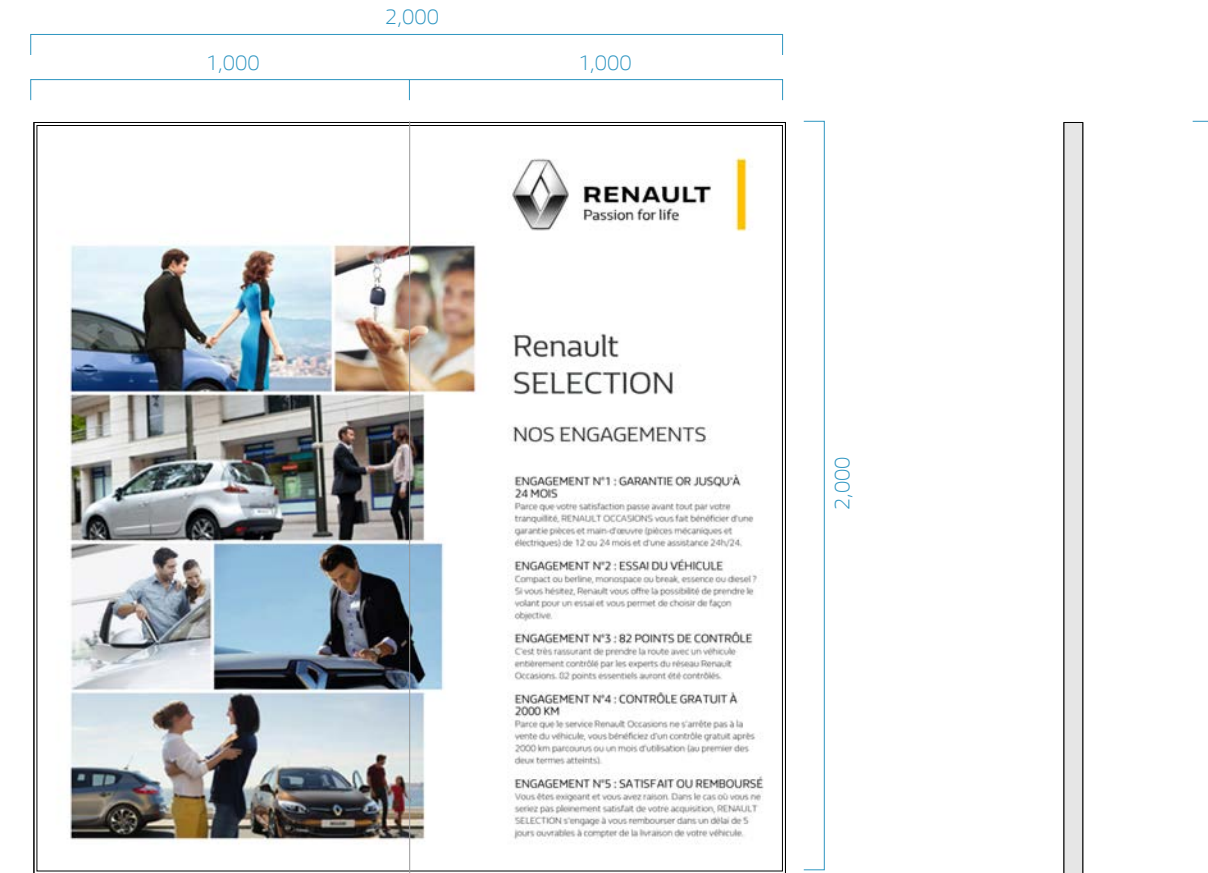 2,000
1,000
1,000
RENAULT
Passion for life
Renault
SELECTION
NOS ENGAGEMENTS
ENGAGEMENT N°1 : GARANTIE OR JUSQU'À
24 MOIS
Parce que votre satisfaction passe avant tout par votre
tranquillité, RENAULT OCCASIONS vous fait bénéficier d'une
garantie pièces et main-d'œuvre (pièces mécaniques et
électriques) de 12 ou 24 mois et d'une assistance 24h/24.
ENGAGEMENT N°2 : ESSAI DU VÉHICULE
Compact ou berline, monospace ou break, essence ou diesel ?
Si vous hésitez, Renault vous offre la possibilité de prendre le
volant pour un essai et vous permet de choisir de façon
objective.
ENGAGEMENT N°3 : 82 POINTS DE CONTRÔLE
C'est très rassurant de prendre la route avec un véhicule
entièrement contrôlé par les experts du réseau Renault
Occasions. 82 points essentiels auront été contrôlés.
ENGAGEMENT N°4 : CONTRÔLE GRATUIT À
2000 KM
Parce que le service Renault Occasions ne s'arrête pas à la
vente du véhicule, vous bénéficiez d'un contrôle gratuit après
2000 km parcourus ou un mois d'utilisation (au premier des
deux termes atteints).
ENGAGEMENT N°5 : SATISFAIT OU REMBOURSÉ
Vous êtes exigeant et vous avez raison. Dans le cas où vous ne
seriez pas pleinement satisfait de votre acquisition, RENAULT
SELECTION s'engage à vous rembourser dans un délai de 5
jours ouvrables à compter de la livraison de votre véhicule.
2,000